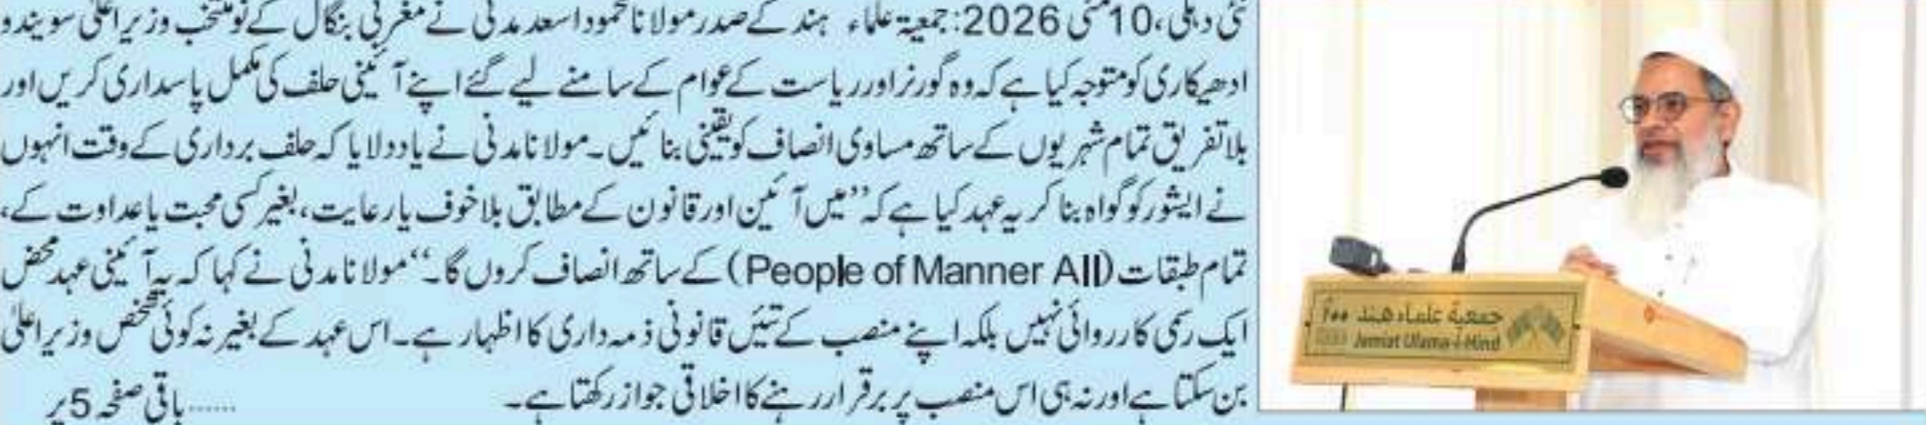 نئی دہلی، 10 مئی 2026: جمعیۃ علماء ہند کے صدر مولانا محمود اسعد مدنی نے مغربی بنگال کے نومنتخب وزیر اعلیٰ سویندو
ادھیکاری کو متوجہ کیا ہے کہ وہ گورنر اور ریاست کے عوام کے سامنے لیے گئے اپنے آئینی حلف کی مکمل پاسداری کریں اور
بلا تفریق تمام شہریوں کے ساتھ مساوی انصاف کو یقینی بنائیں۔ مولانا مدنی نے یاد دلایا کہ حلف برداری کے وقت انہوں
نے ایشور کو گواہ بنا کر یہ عہد کیا ہے کہ ”میں آئین اور قانون کے مطابق بلا خوف یا رعایت، بغیر کسی محبت یا عداوت کے،
تمام طبقات (People of Manner All) کے ساتھ انصاف کروں گا۔“ مولانا مدنی نے کہا کہ یہ آئینی عہد محض
ایک رسمی کارروائی نہیں بلکہ اپنے منصب کے تئیں قانونی ذمہ داری کا اظہار ہے۔ اس عہد کے بغیر نہ کوئی شخص وزیر اعلیٰ
بن سکتا ہے اور نہ ہی اس منصب پر برقرار رہنے کا اخلاقی جواز رکھتا ہے۔ ......باقی صفحہ 5 پر
جمعية علماء هند ١٠٠
Jamiat Ulama-i-Hind